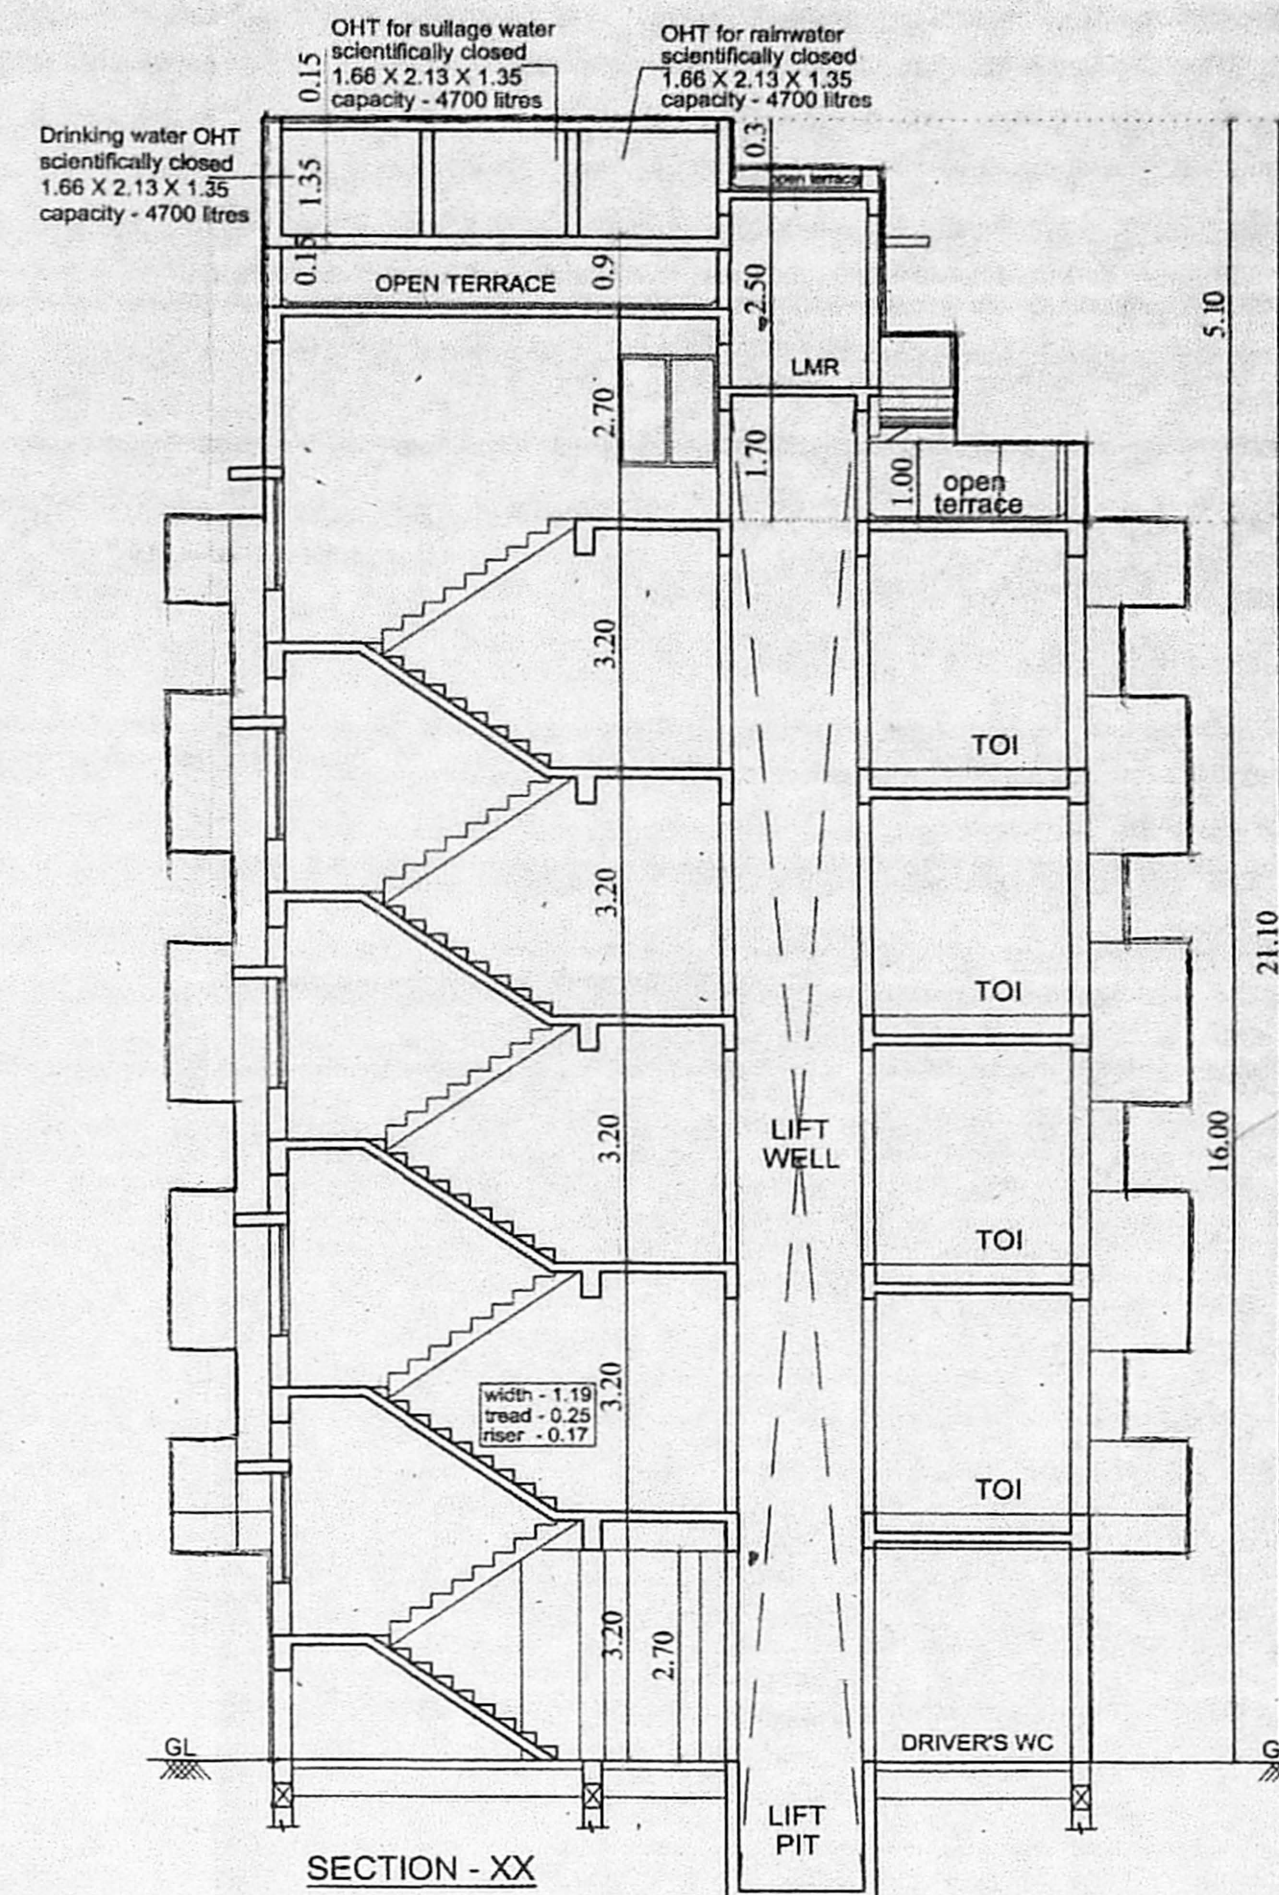 OHT for sullage water
scientifically closed
1.66 X 2.13 X 1.35
capacity - 4700 litres
OHT for rainwater
scientifically closed
1.66 X 2.13 X 1.35
capacity - 4700 litres
0.15
Drinking water OHT
scientifically closed
1.66 X 2.13 X 1.35
capacity - 4700 litres
1.35
0.3
open terrace
0.15
OPEN TERRACE
0.9
2.50
5.10
LMR
2.70
1.70
1.00
open
terrace
3.20
TOI
3.20
21.10
TOI
3.20
LIFT
WELL
16.00
TOI
width - 1.19
tread - 0.25
riser - 0.17
3.20
TOI
3.20
2.70
GL
DRIVER'S WC
G
LIFT
PIT
SECTION - XX